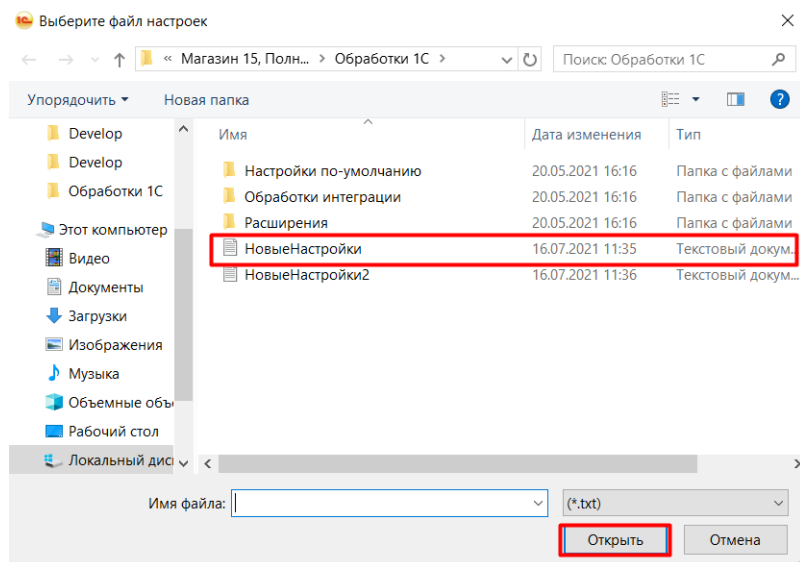 1С Выберите файл настроек
« Магазин 15, Полн... > Обработки 1С >
Поиск: Обработки 1С
Упорядочить
Новая папка
?
Develop
Develop
Обработки 1С
Этот компьютер
Видео
Документы
Загрузки
Изображения
Музыка
Объемные объ
Рабочий стол
Локальный дис
Имя Дата изменения Тип
Настройки по-умолчанию 20.05.2021 16:16 Папка с файлами
Обработки интеграции 20.05.2021 16:16 Папка с файлами
Расширения 20.05.2021 16:16 Папка с файлами
НовыеНастройки 16.07.2021 11:35 Текстовый докум...
НовыеНастройки2 16.07.2021 11:36 Текстовый докум...
Имя файла:
(*.txt)
Открыть
Отмена